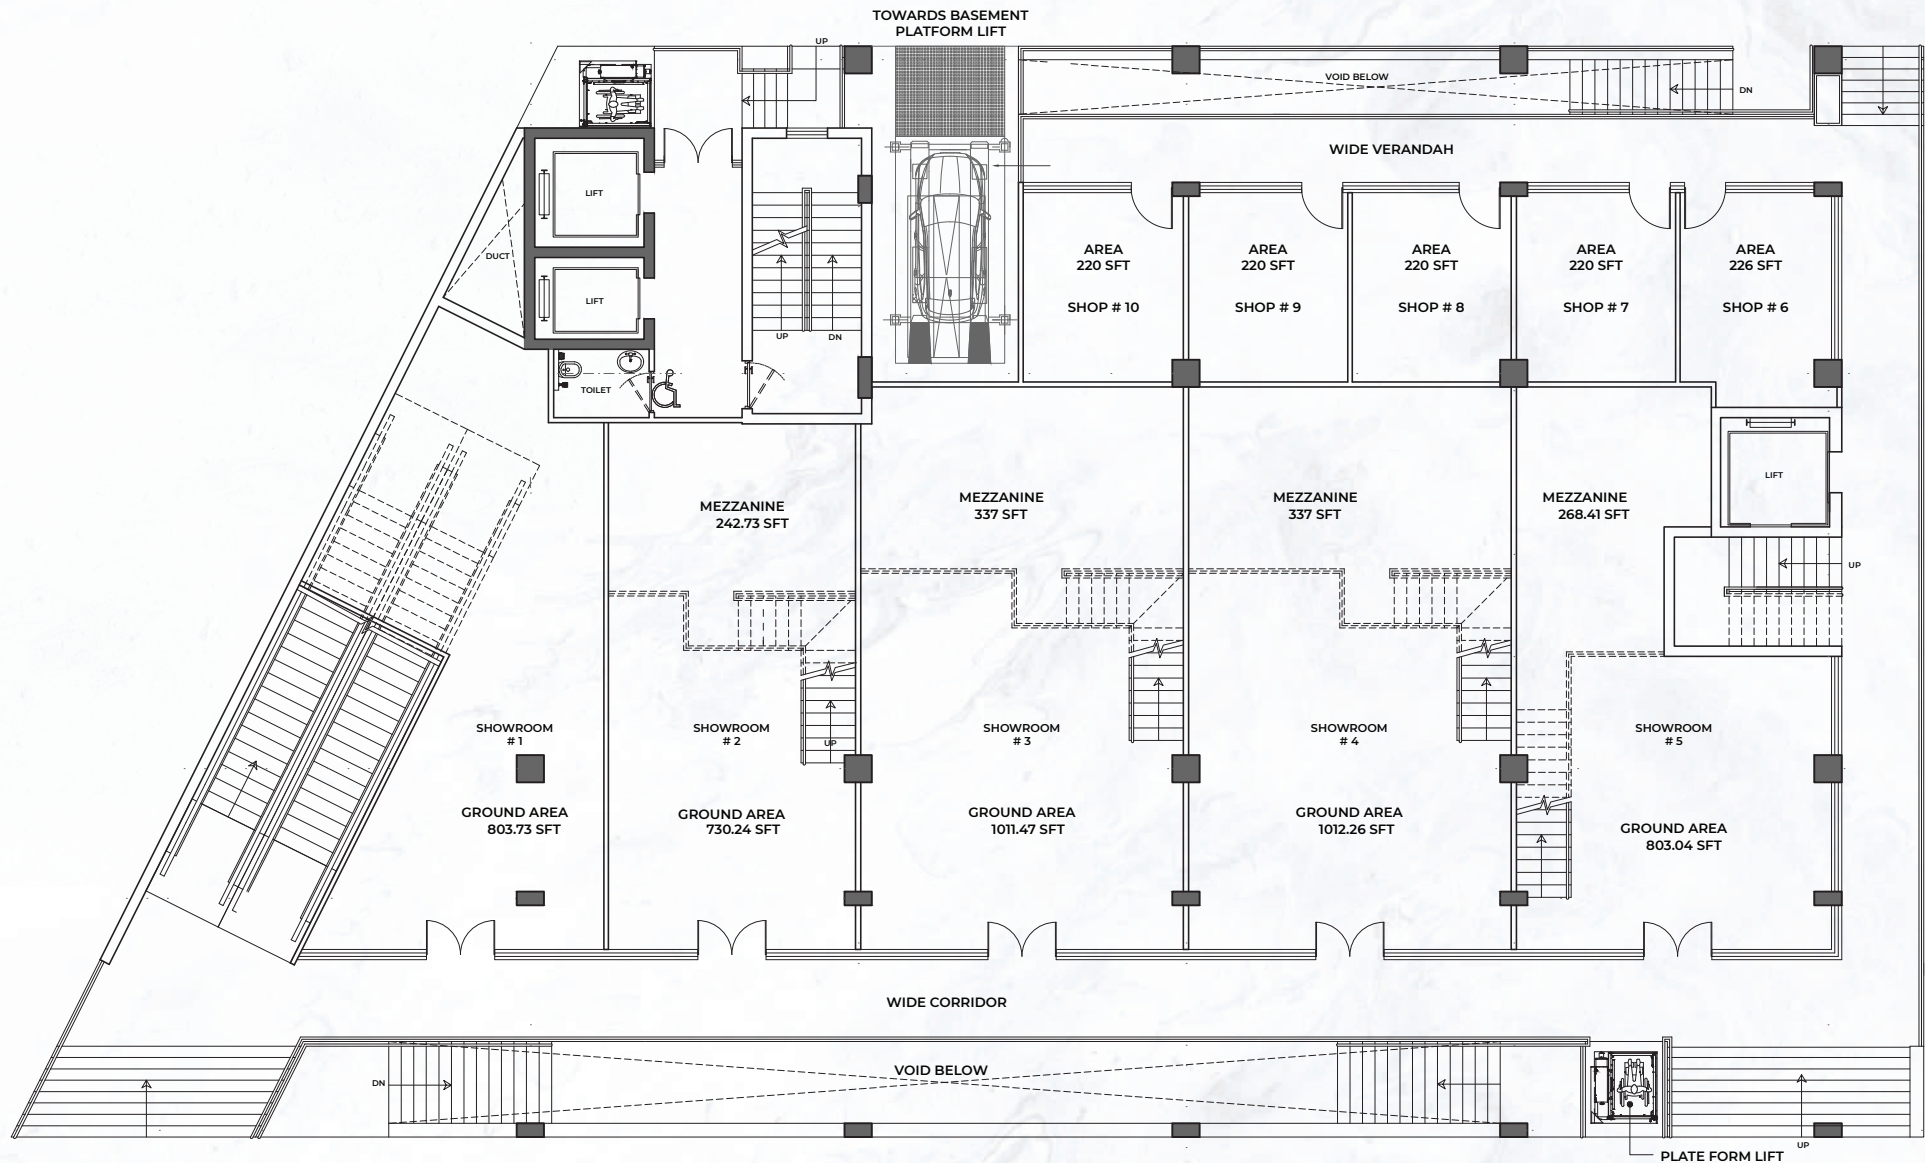 TOWARDS BASEMENT
PLATFORM LIFT
UP
VOID BELOW
DN
WIDE VERANDAH
LIFT
DUCT
LIFT
UP
DN
TOILET
AREA
220 SFT
SHOP # 10
AREA
220 SFT
SHOP # 9
AREA
220 SFT
SHOP # 8
AREA
220 SFT
SHOP # 7
AREA
226 SFT
SHOP # 6
MEZZANINE
242.73 SFT
MEZZANINE
337 SFT
MEZZANINE
337 SFT
MEZZANINE
268.41 SFT
LIFT
UP
SHOWROOM
# 1
GROUND AREA
803.73 SFT
SHOWROOM
# 2
UP
GROUND AREA
730.24 SFT
SHOWROOM
# 3
GROUND AREA
1011.47 SFT
SHOWROOM
# 4
GROUND AREA
1012.26 SFT
SHOWROOM
# 5
GROUND AREA
803.04 SFT
WIDE CORRIDOR
DN
VOID BELOW
UP
PLATE FORM LIFT